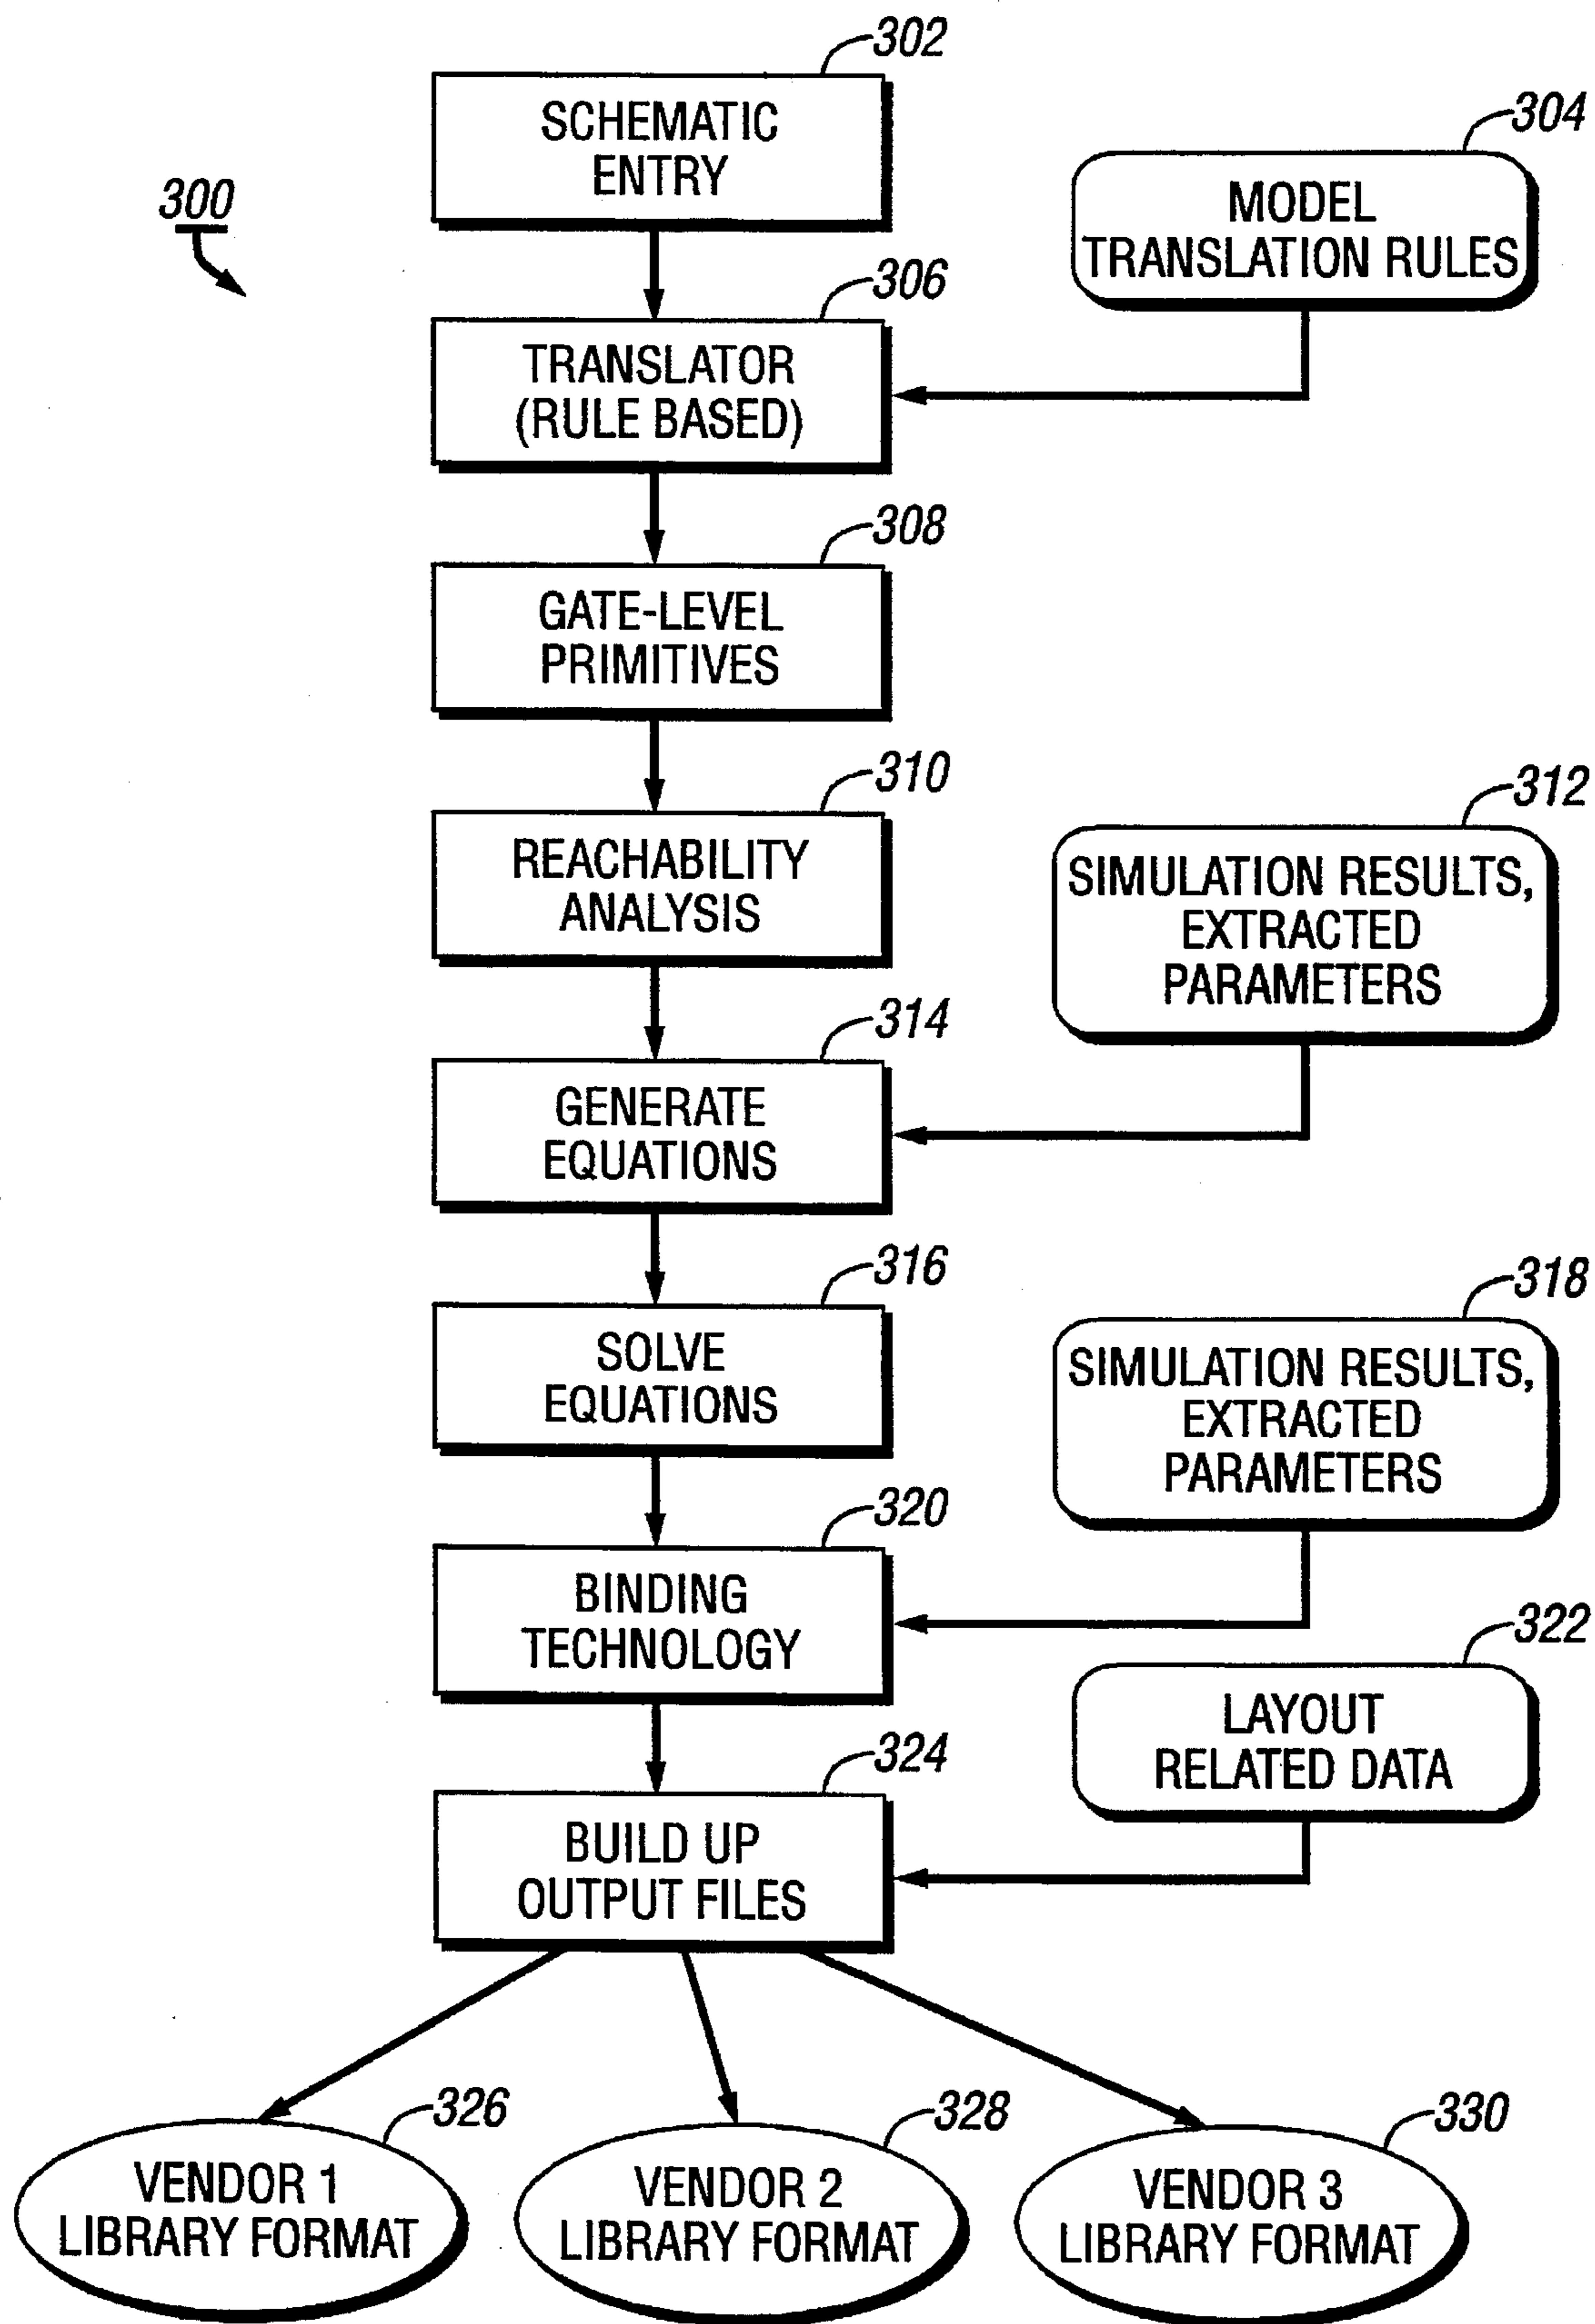 302
SCHEMATIC
ENTRY
300
304
MODEL
TRANSLATION RULES
306
TRANSLATOR
(RULE BASED)
308
GATE-LEVEL
PRIMITIVES
310
REACHABILITY
ANALYSIS
312
SIMULATION RESULTS,
EXTRACTED
PARAMETERS
314
GENERATE
EQUATIONS
316
SOLVE
EQUATIONS
318
SIMULATION RESULTS,
EXTRACTED
PARAMETERS
320
BINDING
TECHNOLOGY
322
LAYOUT
RELATED DATA
324
BUILD UP
OUTPUT FILES
326
VENDOR 1
LIBRARY FORMAT
328
VENDOR 2
LIBRARY FORMAT
330
VENDOR 3
LIBRARY FORMAT